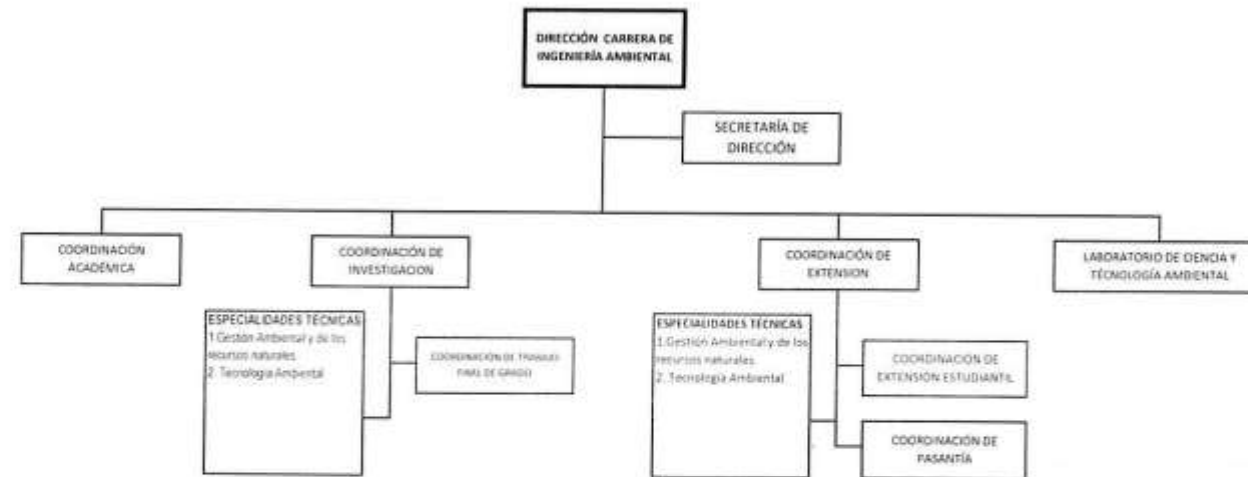 DIRECCIÓN CARRERA DE
INGENIERÍA AMBIENTAL
SECRETARÍA DE
DIRECCIÓN
COORDINACIÓN
ACADÉMICA
COORDINACIÓN DE
INVESTIGACION
COORDINACIÓN DE
EXTENSION
LABORATORIO DE CIENCIA Y
TÉCNOLOGÍA AMBIENTAL
ESPECIALIDADES TÉCNICAS
1 Gestión Ambiental y de los
recursos naturales
2. Tecnología Ambiental
COORDINACIÓN DE TRABAJO
FINAL DE GRADO
ESPECIALIDADES TÉCNICAS
1.Gestión Ambiental y de los
recursos naturales
2. Tecnología Ambiental
COORDINACIÓN DE
EXTENSIÓN ESTUDIANTIL
COORDINACIÓN DE
PASANTÍA